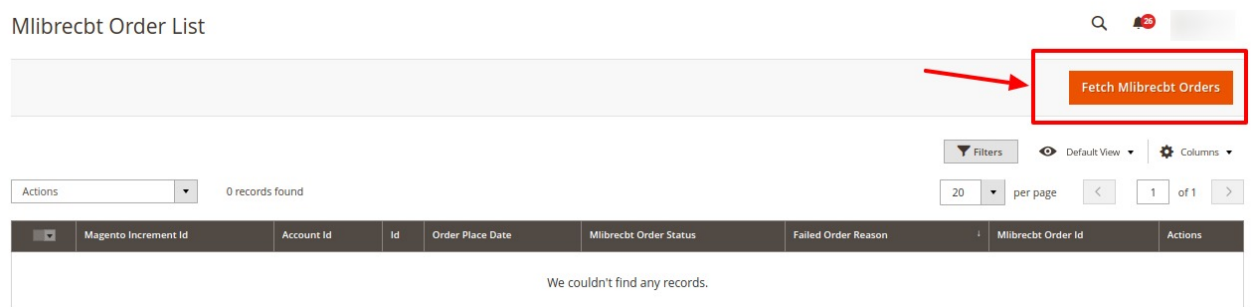 Mlibrecbt Order List
26
Fetch Mlibrecbt Orders
Filters Default View Columns
Actions 0 records found 20 per page 1 of 1
Magento Increment Id Account Id Id Order Place Date Mlibrecbt Order Status Failed Order Reason ↓ Mlibrecbt Order Id Actions
We couldn't find any records.